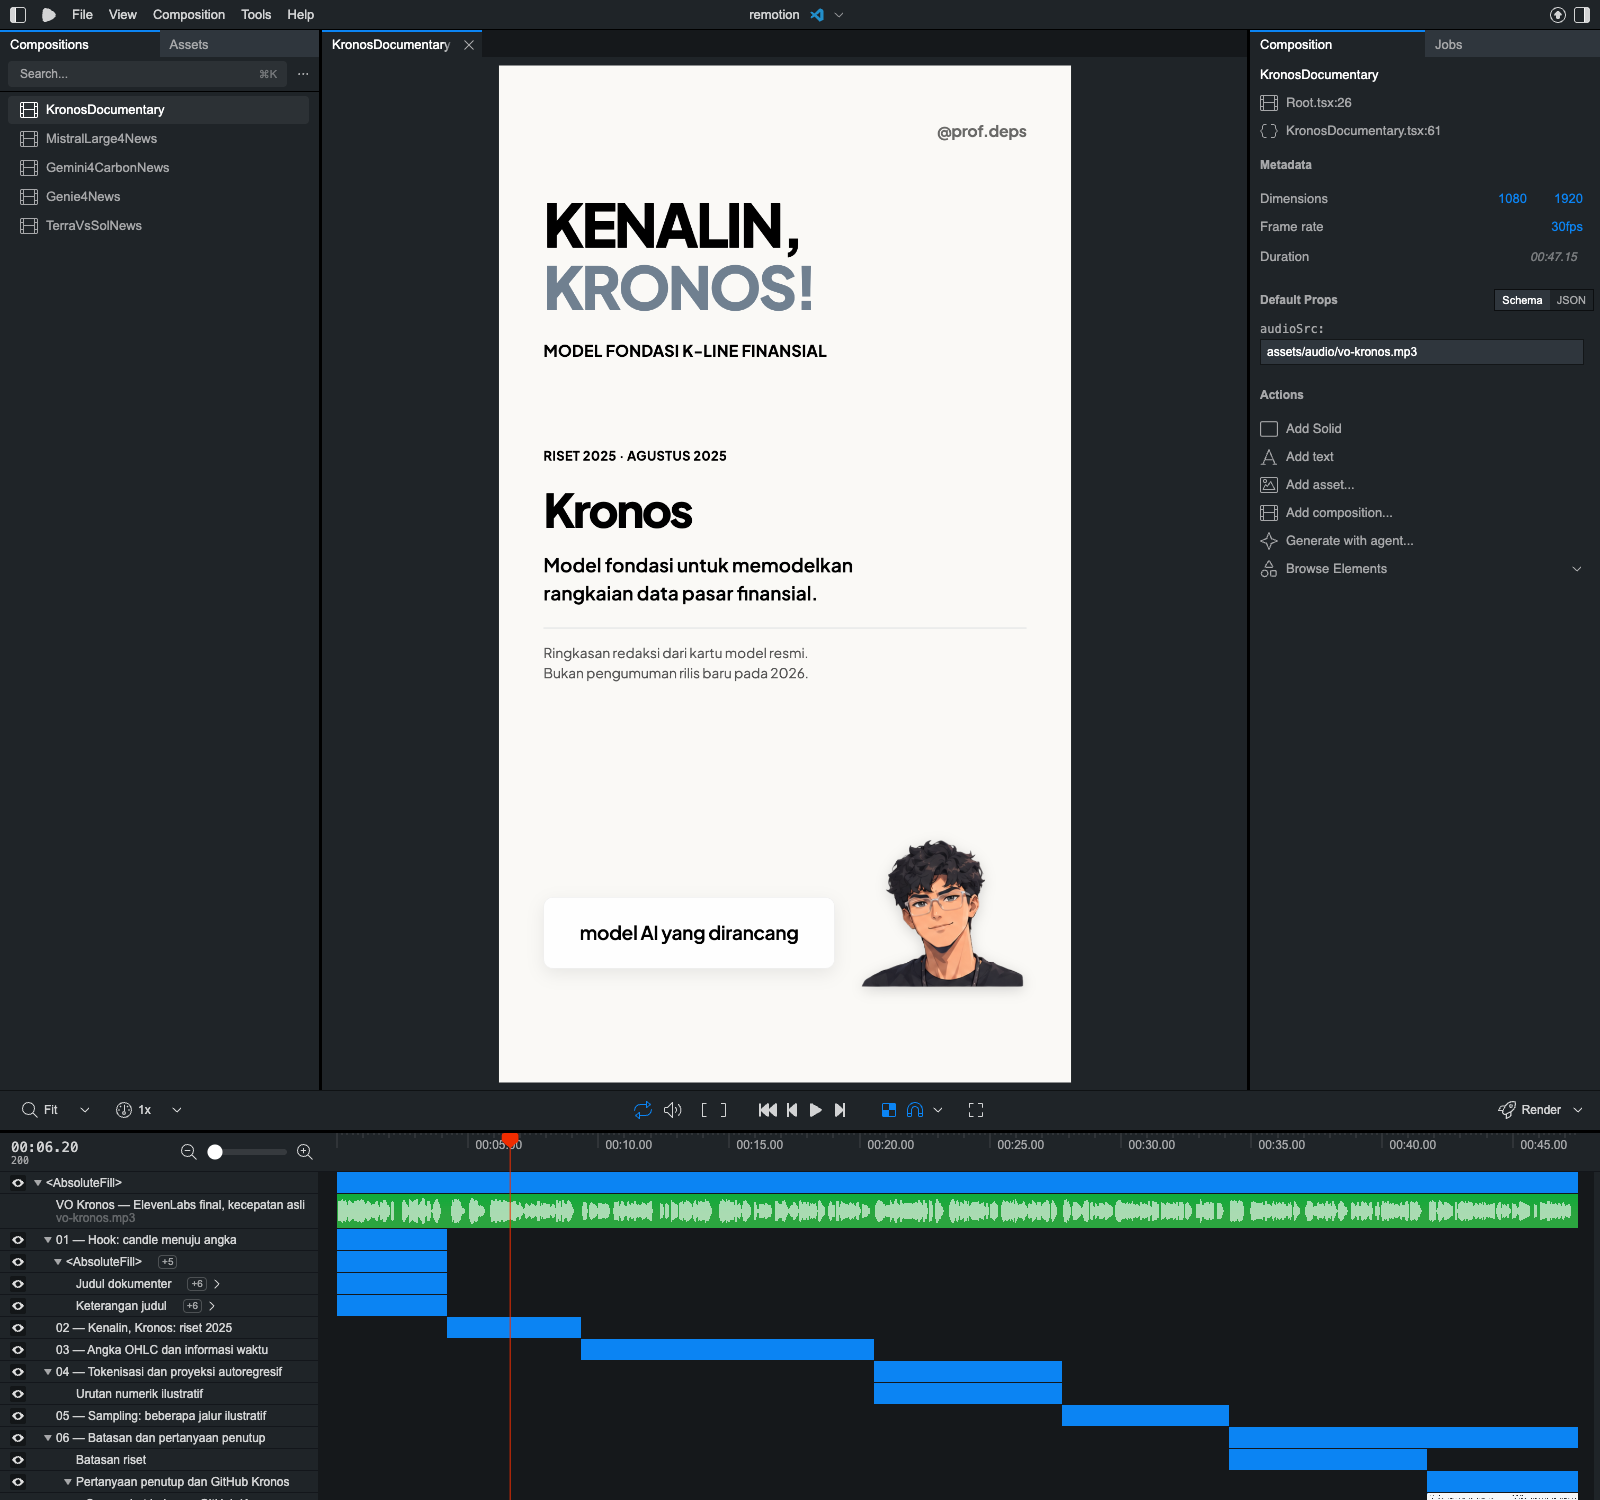 File View Composition Tools Help
remotion
Compositions Assets
Search... ⌘K
KronosDocumentary
MistralLarge4News
Gemini4CarbonNews
Genie4News
TerraVsSolNews
KronosDocumentary
@prof.deps
KENALIN,
KRONOS!
MODEL FONDASI K-LINE FINANSIAL
RISET 2025 · AGUSTUS 2025
Kronos
Model fondasi untuk memodelkan
rangkaian data pasar finansial.
Ringkasan redaksi dari kartu model resmi.
Bukan pengumuman rilis baru pada 2026.
model AI yang dirancang
Composition Jobs
KronosDocumentary
Root.tsx:26
KronosDocumentary.tsx:61
Metadata
Dimensions 1080 1920
Frame rate 30fps
Duration 00:47.15
Default Props Schema JSON
audioSrc:
assets/audio/vo-kronos.mp3
Actions
Add Solid
Add text
Add asset...
Add composition...
Generate with agent...
Browse Elements
Fit 1x Render
00:06.20
200
00:05.00 00:10.00 00:15.00 00:20.00 00:25.00 00:30.00 00:35.00 00:40.00 00:45.00
<AbsoluteFill>
VO Kronos — ElevenLabs final, kecepatan asli
vo-kronos.mp3
01 — Hook: candle menuju angka
<AbsoluteFill> +5
Judul dokumenter +6
Keterangan judul +6
02 — Kenalin, Kronos: riset 2025
03 — Angka OHLC dan informasi waktu
04 — Tokenisasi dan proyeksi autoregresif
Urutan numerik ilustratif
05 — Sampling: beberapa jalur ilustratif
06 — Batasan dan pertanyaan penutup
Batasan riset
Pertanyaan penutup dan GitHub Kronos